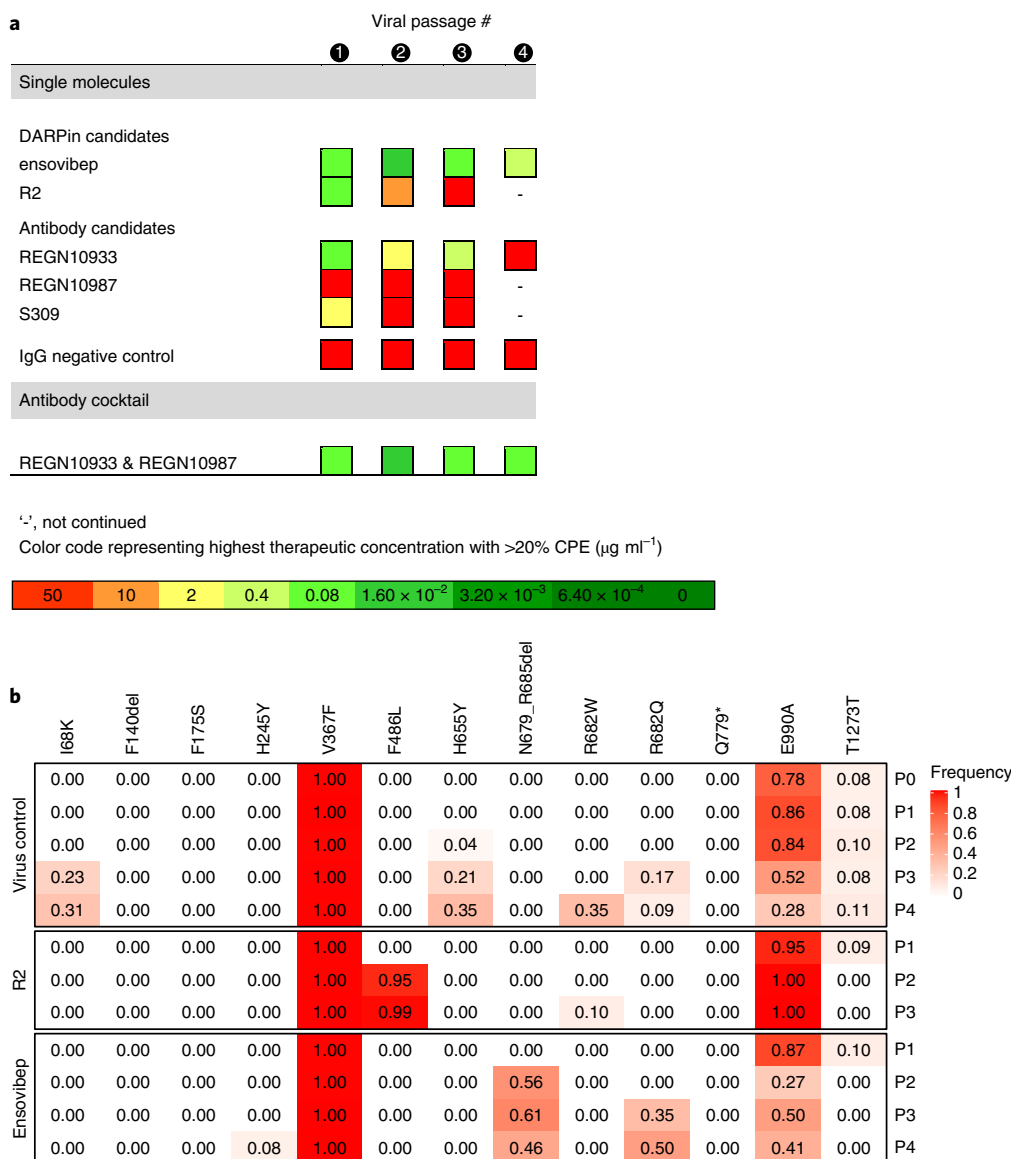 a
Viral passage #
1 2 3 4
Single molecules
DARPin candidates
ensovibep
R2 -
Antibody candidates
REGN10933
REGN10987 -
S309 -
IgG negative control
Antibody cocktail
REGN10933 & REGN10987
‘-’, not continued
Color code representing highest therapeutic concentration with >20% CPE (μg ml⁻¹)
50 10 2 0.4 0.08 1.60 × 10⁻² 3.20 × 10⁻³ 6.40 × 10⁻⁴ 0
b
I68K F140del F175S H245Y V367F F486L H655Y N679_R685del R682W R682Q Q779* E990A T1273T
Virus control
0.00 0.00 0.00 0.00 1.00 0.00 0.00 0.00 0.00 0.00 0.00 0.78 0.08 P0
0.00 0.00 0.00 0.00 1.00 0.00 0.00 0.00 0.00 0.00 0.00 0.86 0.08 P1
0.00 0.00 0.00 0.00 1.00 0.00 0.04 0.00 0.00 0.00 0.00 0.84 0.10 P2
0.23 0.00 0.00 0.00 1.00 0.00 0.21 0.00 0.00 0.17 0.00 0.52 0.08 P3
0.31 0.00 0.00 0.00 1.00 0.00 0.35 0.00 0.35 0.09 0.00 0.28 0.11 P4
R2
0.00 0.00 0.00 0.00 1.00 0.00 0.00 0.00 0.00 0.00 0.00 0.95 0.09 P1
0.00 0.00 0.00 0.00 1.00 0.95 0.00 0.00 0.00 0.00 0.00 1.00 0.00 P2
0.00 0.00 0.00 0.00 1.00 0.99 0.00 0.00 0.10 0.00 0.00 1.00 0.00 P3
Ensovibep
0.00 0.00 0.00 0.00 1.00 0.00 0.00 0.00 0.00 0.00 0.00 0.87 0.10 P1
0.00 0.00 0.00 0.00 1.00 0.00 0.00 0.56 0.00 0.00 0.00 0.27 0.00 P2
0.00 0.00 0.00 0.00 1.00 0.00 0.00 0.61 0.00 0.35 0.00 0.50 0.00 P3
0.00 0.00 0.00 0.08 1.00 0.00 0.00 0.46 0.00 0.50 0.00 0.41 0.00 P4
Frequency
1
0.8
0.6
0.4
0.2
0